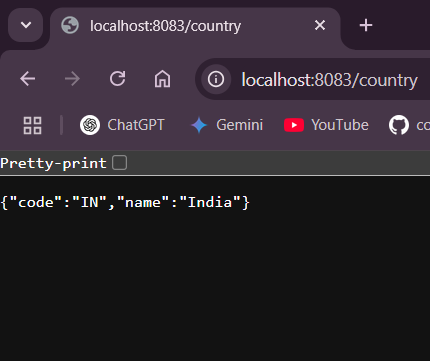 localhost:8083/country
localhost:8083/country
ChatGPT Gemini YouTube co
Pretty-print
{"code":"IN","name":"India"}